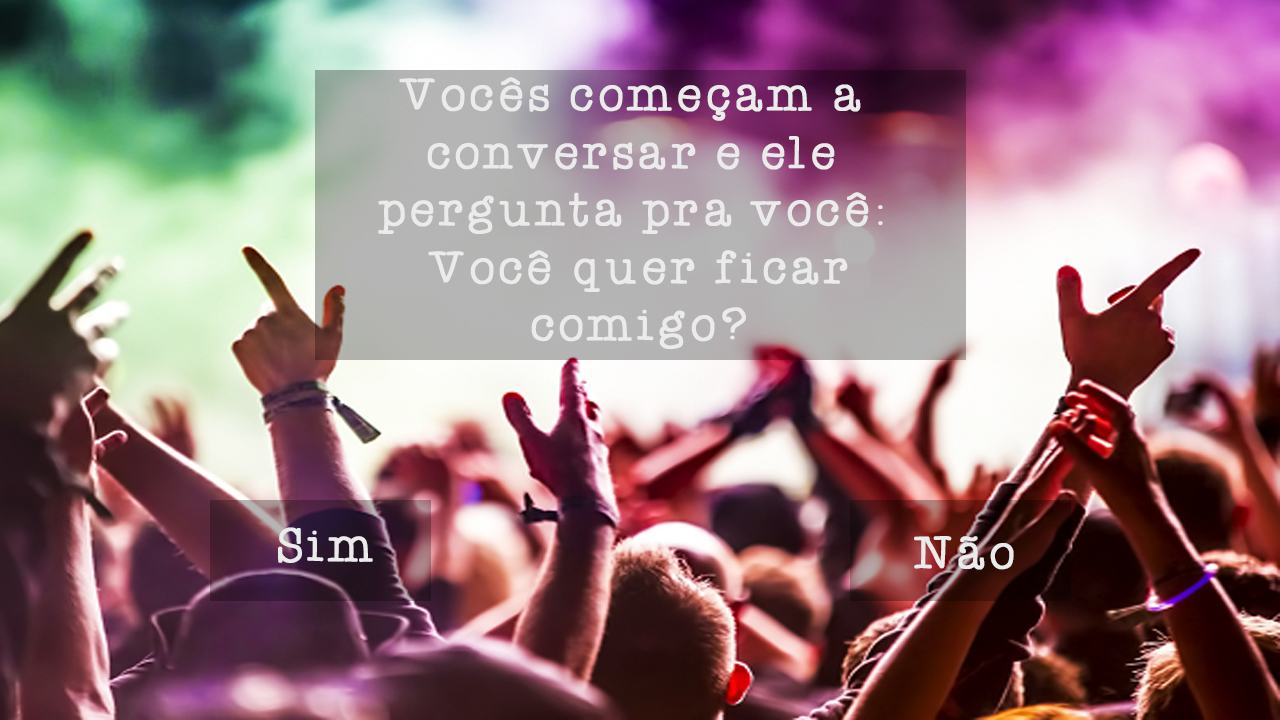 Vocês começam a
conversar e ele
pergunta pra você:
Você quer ficar
comigo?
Sim
Não